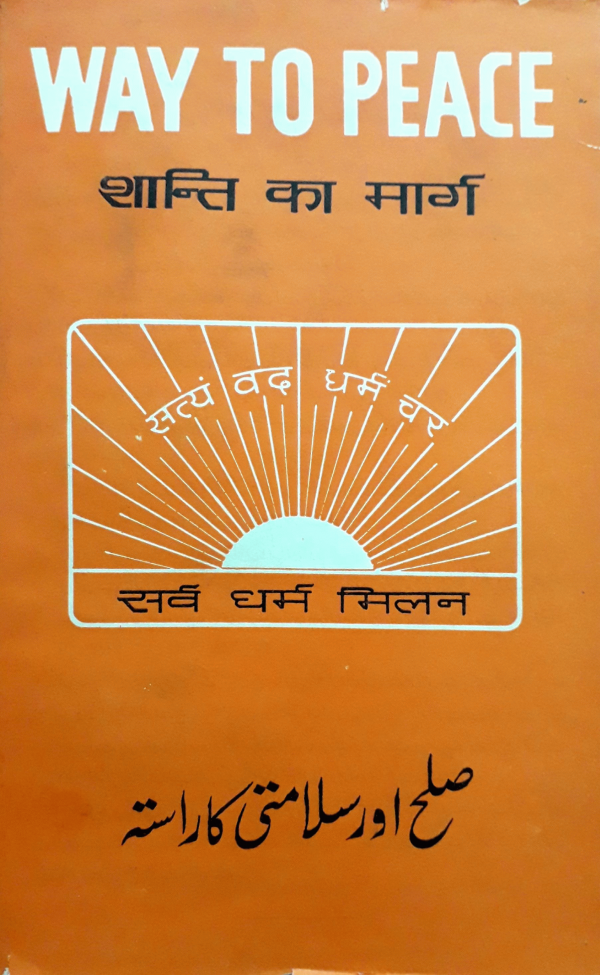 WAY TO PEACE
शान्ति का मार्ग
सत्यं वद धर्मं चर
सर्व धर्म मिलन
صلح اور سلامتی کا راستہ